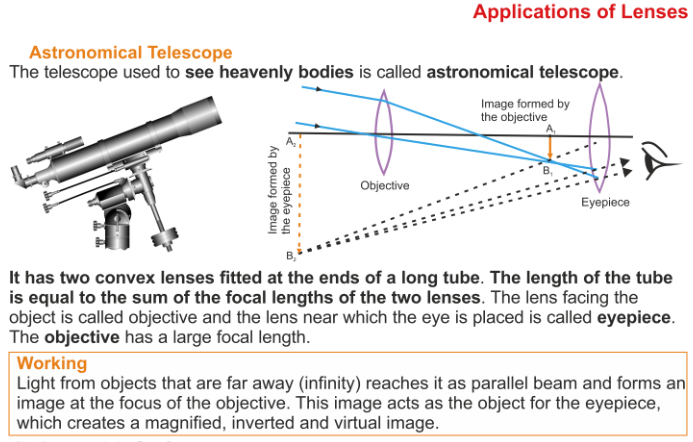 Applications of Lenses
Astronomical Telescope
The telescope used to see heavenly bodies is called astronomical telescope.
Image formed by
the objective
A₁
A₂
B₁
Objective
Eyepiece
Image formed by
the eyepiece
B₂
It has two convex lenses fitted at the ends of a long tube. The length of the tube
is equal to the sum of the focal lengths of the two lenses. The lens facing the
object is called objective and the lens near which the eye is placed is called eyepiece.
The objective has a large focal length.
Working
Light from objects that are far away (infinity) reaches it as parallel beam and forms an
image at the focus of the objective. This image acts as the object for the eyepiece,
which creates a magnified, inverted and virtual image.